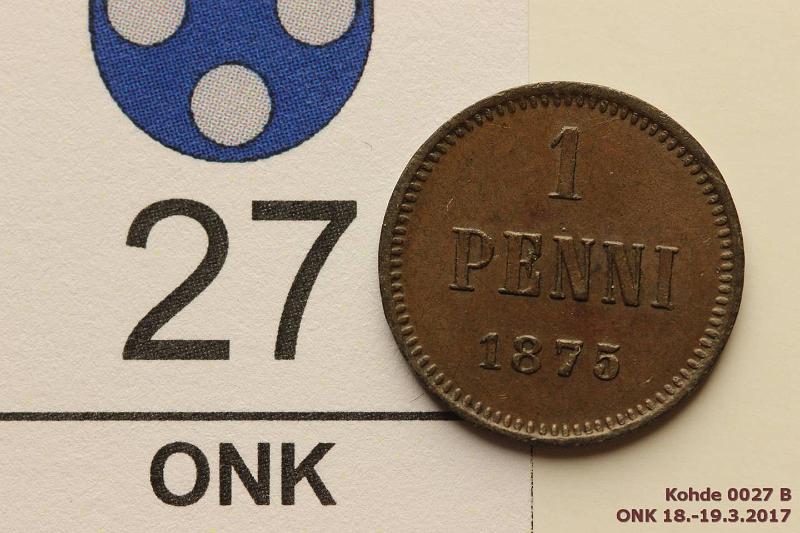 27
ONK
1
PENNI
1875
Kohde 0027 B
ONK 18.-19.3.2017